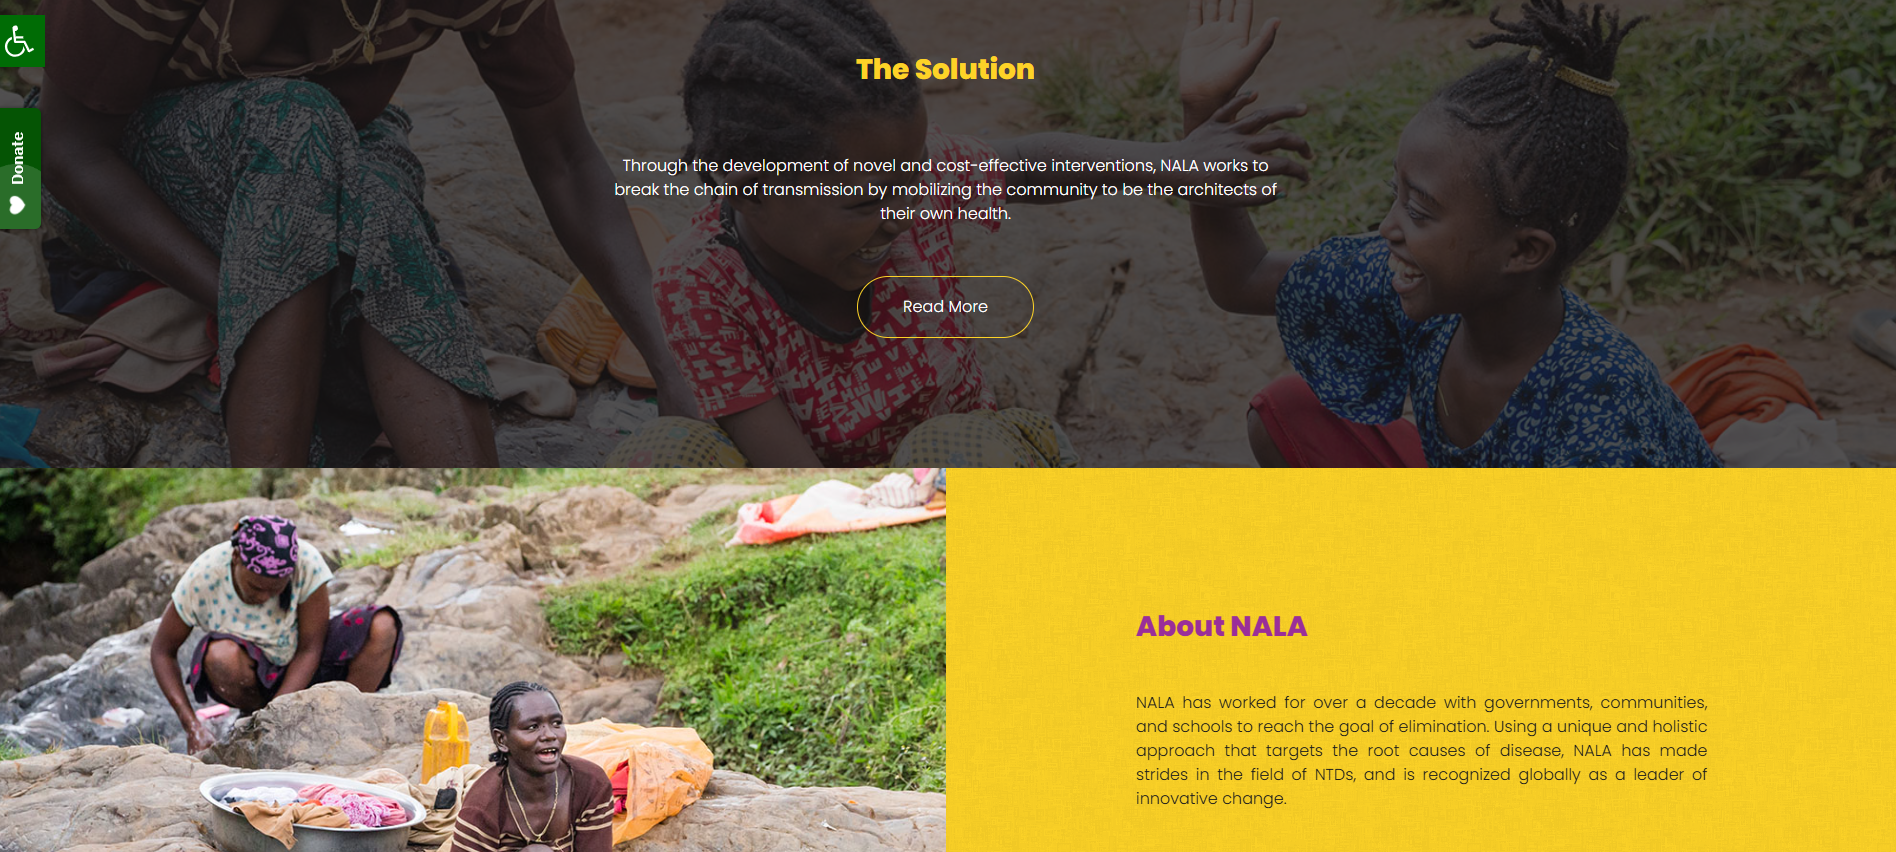 The Solution
Through the development of novel and cost-effective interventions, NALA works to
break the chain of transmission by mobilizing the community to be the architects of
their own health.
Read More
Donate
About NALA
NALA has worked for over a decade with governments, communities,
and schools to reach the goal of elimination. Using a unique and holistic
approach that targets the root causes of disease, NALA has made
strides in the field of NTDs, and is recognized globally as a leader of
innovative change.